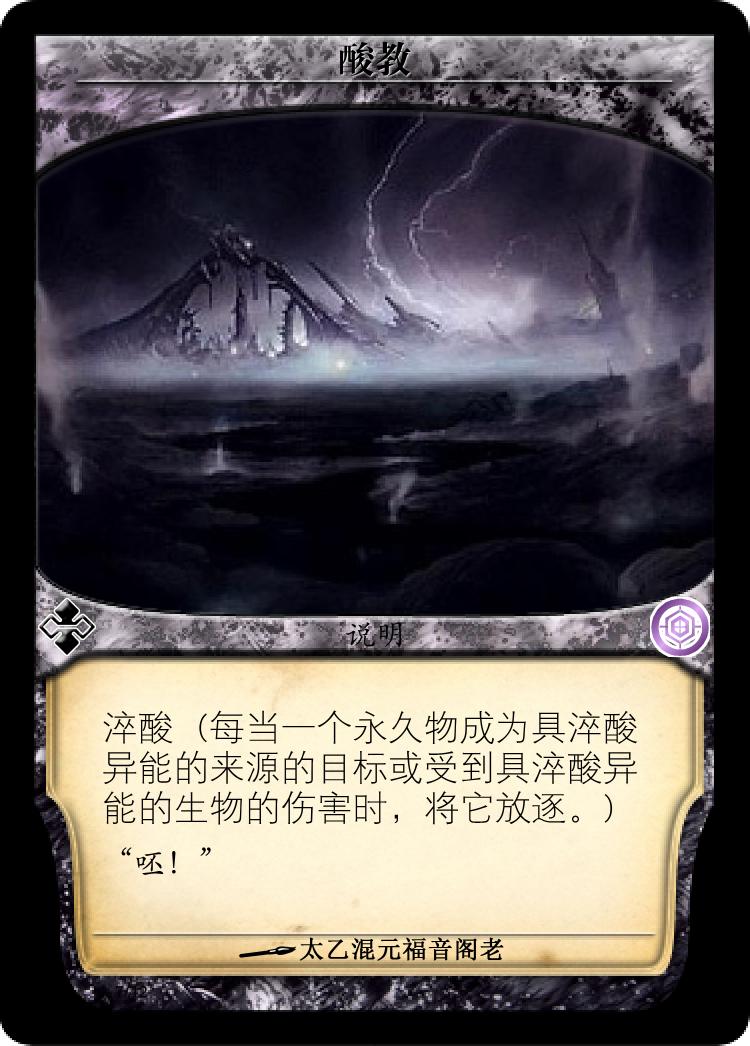 酸教
说明
淬酸（每当一个永久物成为具淬酸
异能的来源的目标或受到具淬酸异
能的生物的伤害时，将它放逐。）
“呸！”
太乙混元福音阁老